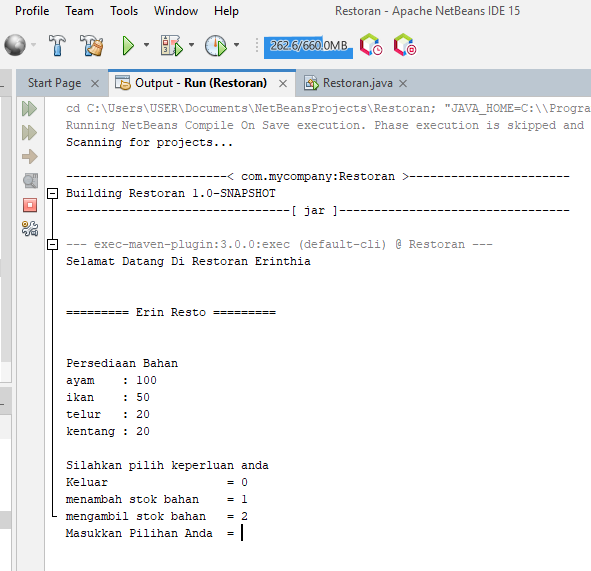 Profile Team Tools Window Help Restoran - Apache NetBeans IDE 15
262.6/660.0MB
Start Page Output - Run (Restoran) Restoran.java
cd C:\Users\USER\Documents\NetBeansProjects\Restoran; "JAVA_HOME=C:\\Progra
Running NetBeans Compile On Save execution. Phase execution is skipped and
Scanning for projects...
-----------------------< com.mycompany:Restoran >-----------------------
Building Restoran 1.0-SNAPSHOT
--------------------------------[ jar ]---------------------------------
--- exec-maven-plugin:3.0.0:exec (default-cli) @ Restoran ---
Selamat Datang Di Restoran Erinthia
========= Erin Resto =========
Persediaan Bahan
ayam    : 100
ikan    : 50
telur   : 20
kentang : 20
Silahkan pilih keperluan anda
Keluar                 = 0
menambah stok bahan    = 1
mengambil stok bahan   = 2
Masukkan Pilihan Anda  =